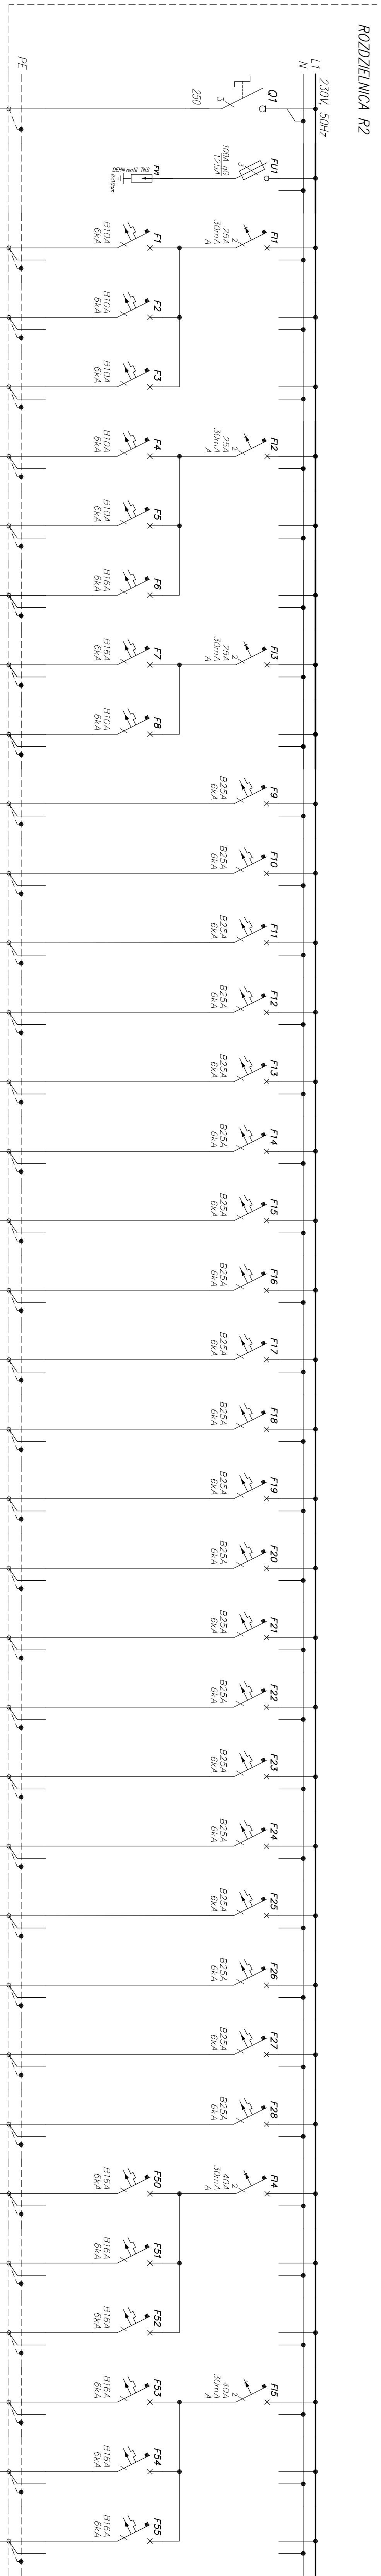 ROZDZIELNICA R2
L1 230V, 50Hz
N
PE
Q1
3
250
FU1
3
100A gG
125A
FV1
DEHNventil TNS
FI1
25A 2
30mA A
F1
B10A
6kA
F2
B10A
6kA
F3
B10A
6kA
FI2
25A 2
30mA A
F4
B10A
6kA
F5
B10A
6kA
F6
B16A
6kA
FI3
25A 2
30mA A
F7
B16A
6kA
F8
B10A
6kA
F9
B25A
6kA
F10
B25A
6kA
F11
B25A
6kA
F12
B25A
6kA
F13
B25A
6kA
F14
B25A
6kA
F15
B25A
6kA
F16
B25A
6kA
F17
B25A
6kA
F18
B25A
6kA
F19
B25A
6kA
F20
B25A
6kA
F21
B25A
6kA
F22
B25A
6kA
F23
B25A
6kA
F24
B25A
6kA
F25
B25A
6kA
F26
B25A
6kA
F27
B25A
6kA
F28
B25A
6kA
FI4
40A 2
30mA A
F50
B16A
6kA
F51
B16A
6kA
F52
B16A
6kA
FI5
40A 2
30mA A
F53
B16A
6kA
F54
B16A
6kA
F55
B16A
6kA